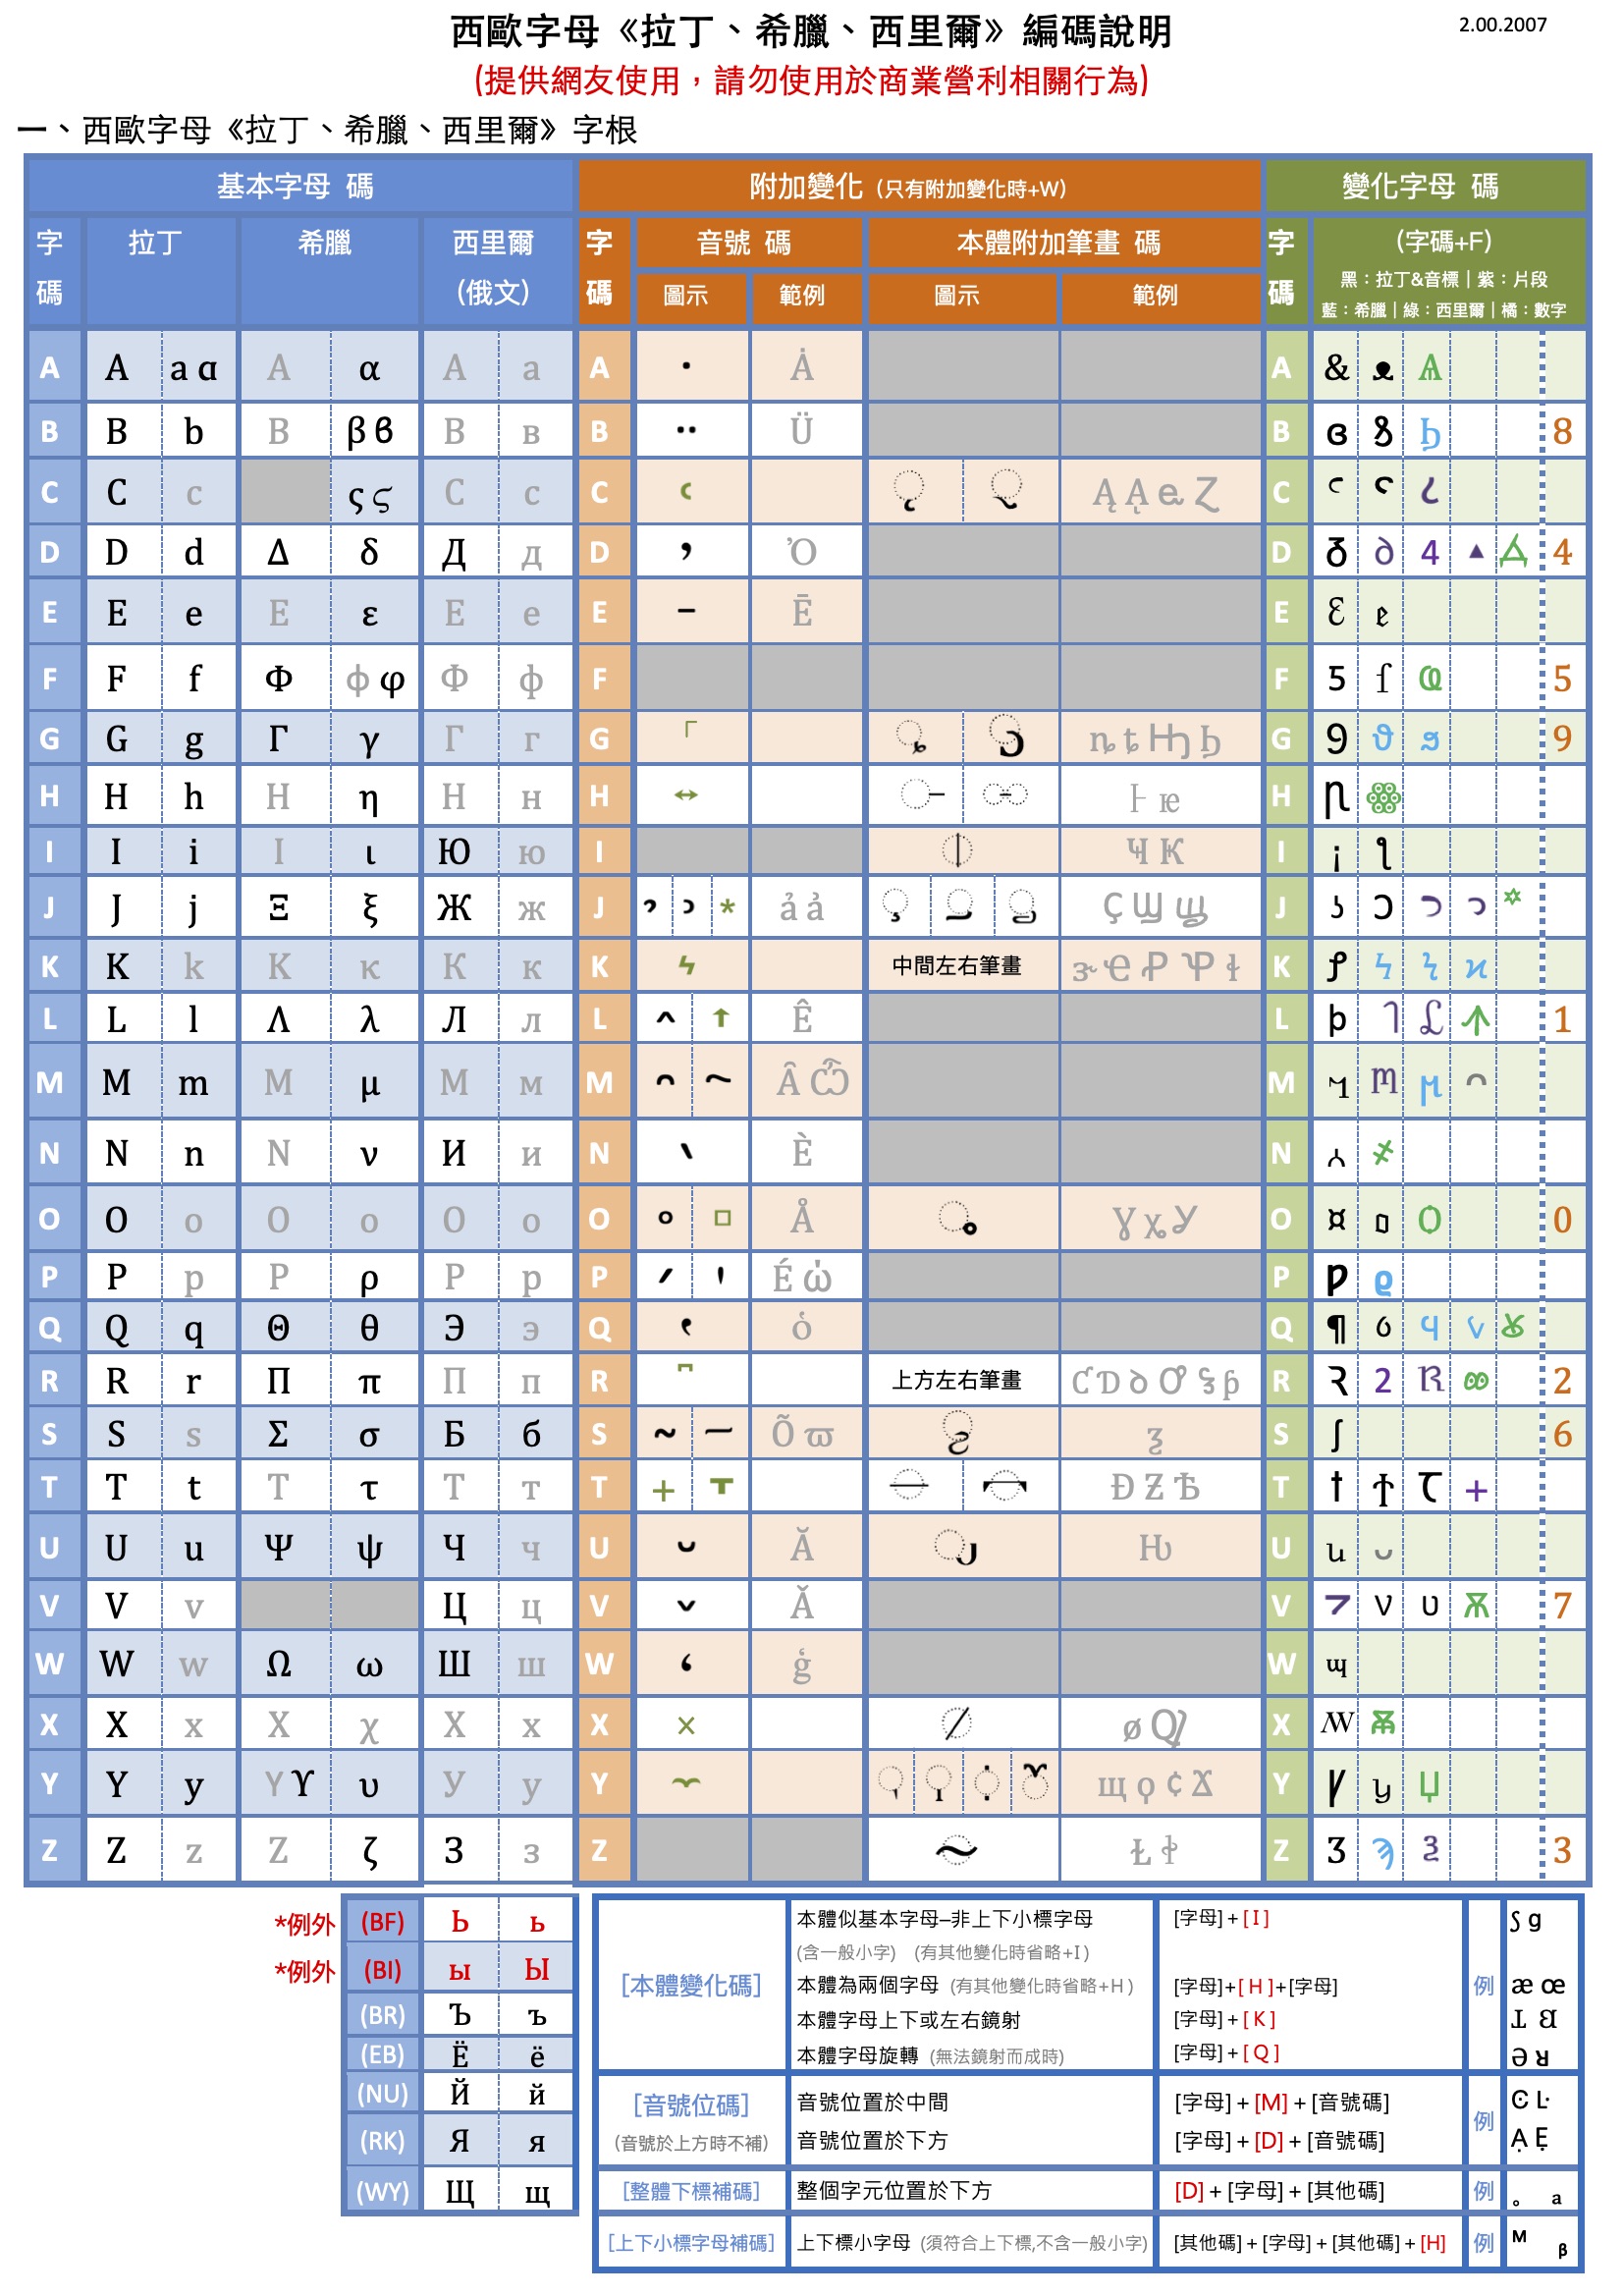 西歐字母《拉丁、希臘、西里爾》編碼說明
2.00.2007
(提供網友使用，請勿使用於商業營利相關行為)
一、西歐字母《拉丁、希臘、西里爾》字根
基本字母 碼 附加變化（只有附加變化時+W） 變化字母 碼
字碼 拉丁 希臘 西里爾(俄文) 字碼 音號 碼 本體附加筆畫 碼 字碼 (字碼+F)
圖示 範例 圖示 範例 黑：拉丁&音標｜紫：片段
藍：希臘｜綠：西里爾｜橘：數字
A A a ɑ A α A a A · Ȧ A & ᴥ Ѧ
B B b B β ϐ B в B ·· Ü B 8
C C c ς C c C Ą Ą C
D D d Δ δ Д д D Ὀ D 4 4
E E e E ε E e E Ē E
F F f Φ ϕ φ Ф ф F F 5 ſ 5
G G g Γ γ Г г G G 9 9
H H h H η H н H H
I I i I ι Ю ю I I ¡
J J j Ξ ξ Ж ж J ả ả J
K K k K κ К к K 中間左右筆畫 K
L L l Λ λ Л л L Ê L þ 1
M M m M μ M м M M
N N n N ν И и N È N
O O o O o O o O Å O ¤ 0
P P p P ρ P p P É ώ P
Q Q q Θ θ Э э Q ὁ Q ¶
R R r Π π П п R 上方左右筆畫 R 2 2
S S s Σ σ Б б S Õ S ʃ 6
T T t T τ T т T Đ Ƶ Ѣ T † +
U U u Ψ ψ Ч ч U Ă U
V V v Ц ц V Ǎ V 7
W W w Ω ω Ш ш W ģ W
X X x X χ X x X × ø X
Y Y y Υ ϒ υ У у Y щ ¢ Y
Z Z z Z ζ З з Z Ł Z 3
*例外 (BF) Ь ь
*例外 (BI) ы Ы
(BR) Ъ ъ
(EB) Ё ё
(NU) Й й
(RK) Я я
(WY) Щ щ
[本體變化碼] 本體似基本字母–非上下小標字母 [字母] + [ I ] 例
(含一般小字) (有其他變化時省略+I )
本體為兩個字母 (有其他變化時省略+H ) [字母]+[ H ]+[字母] æ œ
本體字母上下或左右鏡射 [字母] + [ K ]
本體字母旋轉 (無法鏡射而成時) [字母] + [ Q ]
[音號位碼] 音號位置於中間 [字母] + [M] + [音號碼] 例
(音號於上方時不補) 音號位置於下方 [字母] + [D] + [音號碼] Ạ Ẹ
[整體下標補碼] 整個字元位置於下方 [D] + [字母] + [其他碼] 例 。 a
[上下小標字母補碼] 上下標小字母 (須符合上下標,不含一般小字) [其他碼] + [字母] + [其他碼] + [H] 例 M β